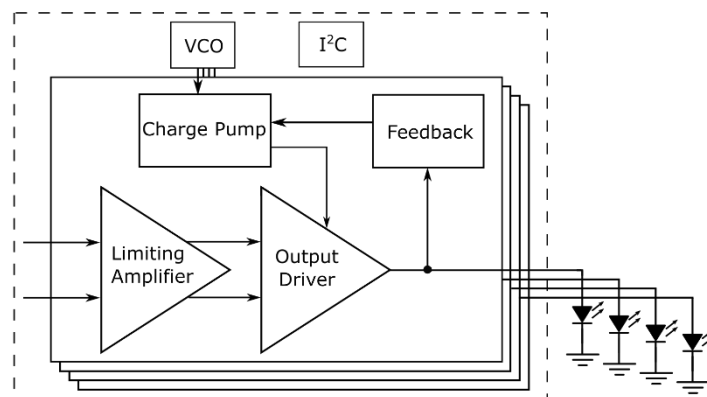 VCO
I²C
Charge Pump
Feedback
Limiting
Amplifier
Output
Driver